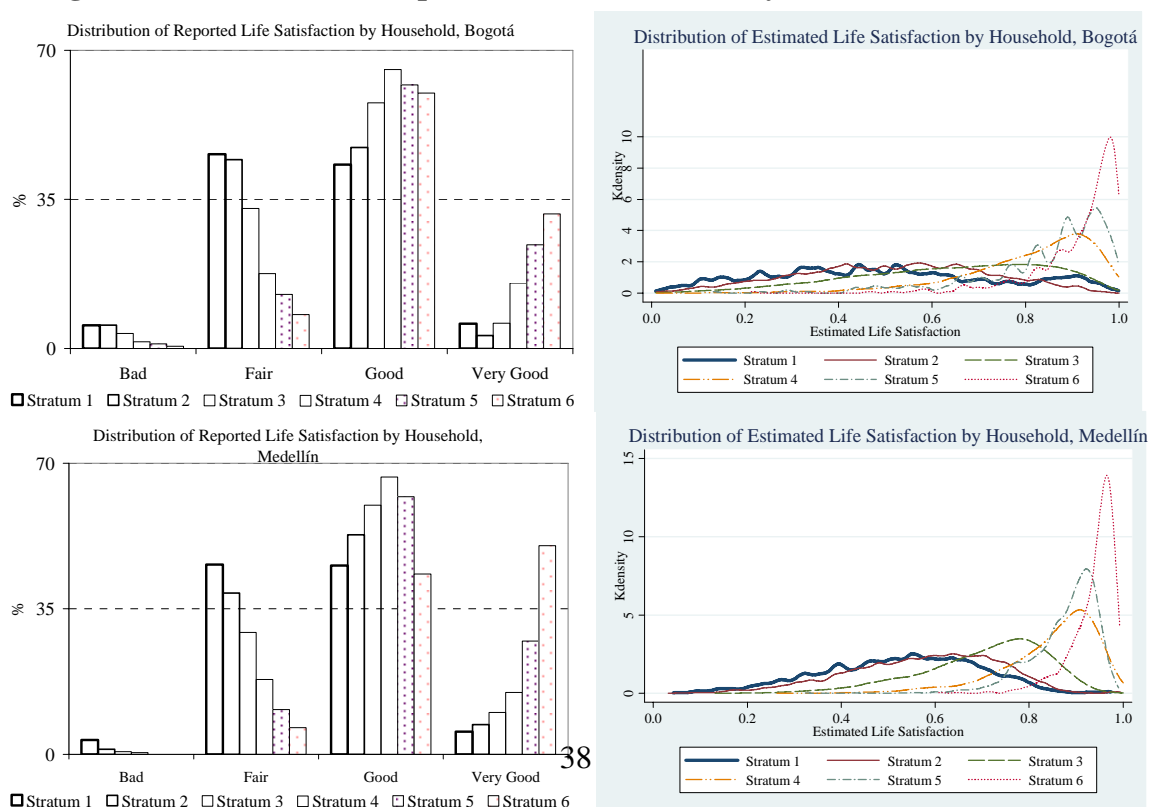 Distribution of Reported Life Satisfaction by Household, Bogotá
70
35
0
%
Bad Fair Good Very Good
Stratum 1 Stratum 2 Stratum 3 Stratum 4 Stratum 5 Stratum 6
Distribution of Estimated Life Satisfaction by Household, Bogotá
Kdensity
10
8
6
4
2
0
0.0 0.2 0.4 0.6 0.8 1.0
Estimated Life Satisfaction
Stratum 1 Stratum 2 Stratum 3
Stratum 4 Stratum 5 Stratum 6
Distribution of Reported Life Satisfaction by Household,
Medellín
70
35
0
%
Bad Fair Good Very Good
Stratum 1 Stratum 2 Stratum 3 Stratum 4 Stratum 5 Stratum 6
38
Distribution of Estimated Life Satisfaction by Household, Medellín
Kdensity
15
10
5
0
0.0 0.2 0.4 0.6 0.8 1.0
Estimated Life Satisfaction
Stratum 1 Stratum 2 Stratum 3
Stratum 4 Stratum 5 Stratum 6